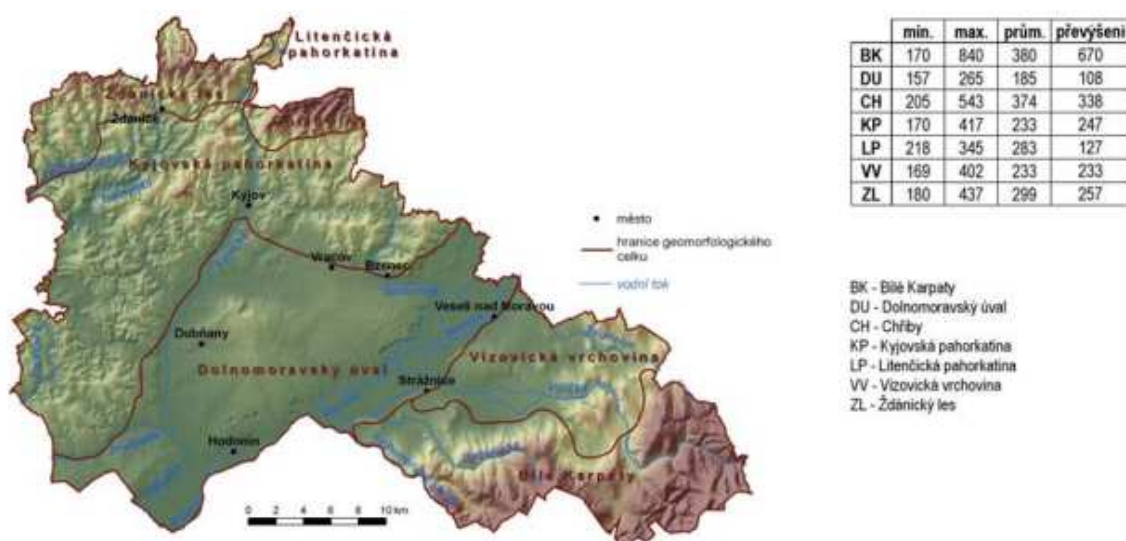 Litenčická
pahorkatina
Ždánický les
Ždánice
Kyjovská pahorkatina
Kyjov
Vracov
Bzenec
Veselí nad Moravou
Dubňany
Vizovická vrchovina
Dolnomoravský úval
Strážnice
Hodonín
Bílé Karpaty
0 2 4 6 8 10 km
město
hranice geomorfologického
celku
vodní tok
min. max. prům. převýšení
BK 170 840 380 670
DU 157 265 185 108
CH 205 543 374 338
KP 170 417 233 247
LP 218 345 283 127
VV 169 402 233 233
ZL 180 437 299 257
BK - Bílé Karpaty
DU - Dolnomoravský úval
CH - Chřiby
KP - Kyjovská pahorkatina
LP - Litenčická pahorkatina
VV - Vizovická vrchovina
ZL - Ždánický les